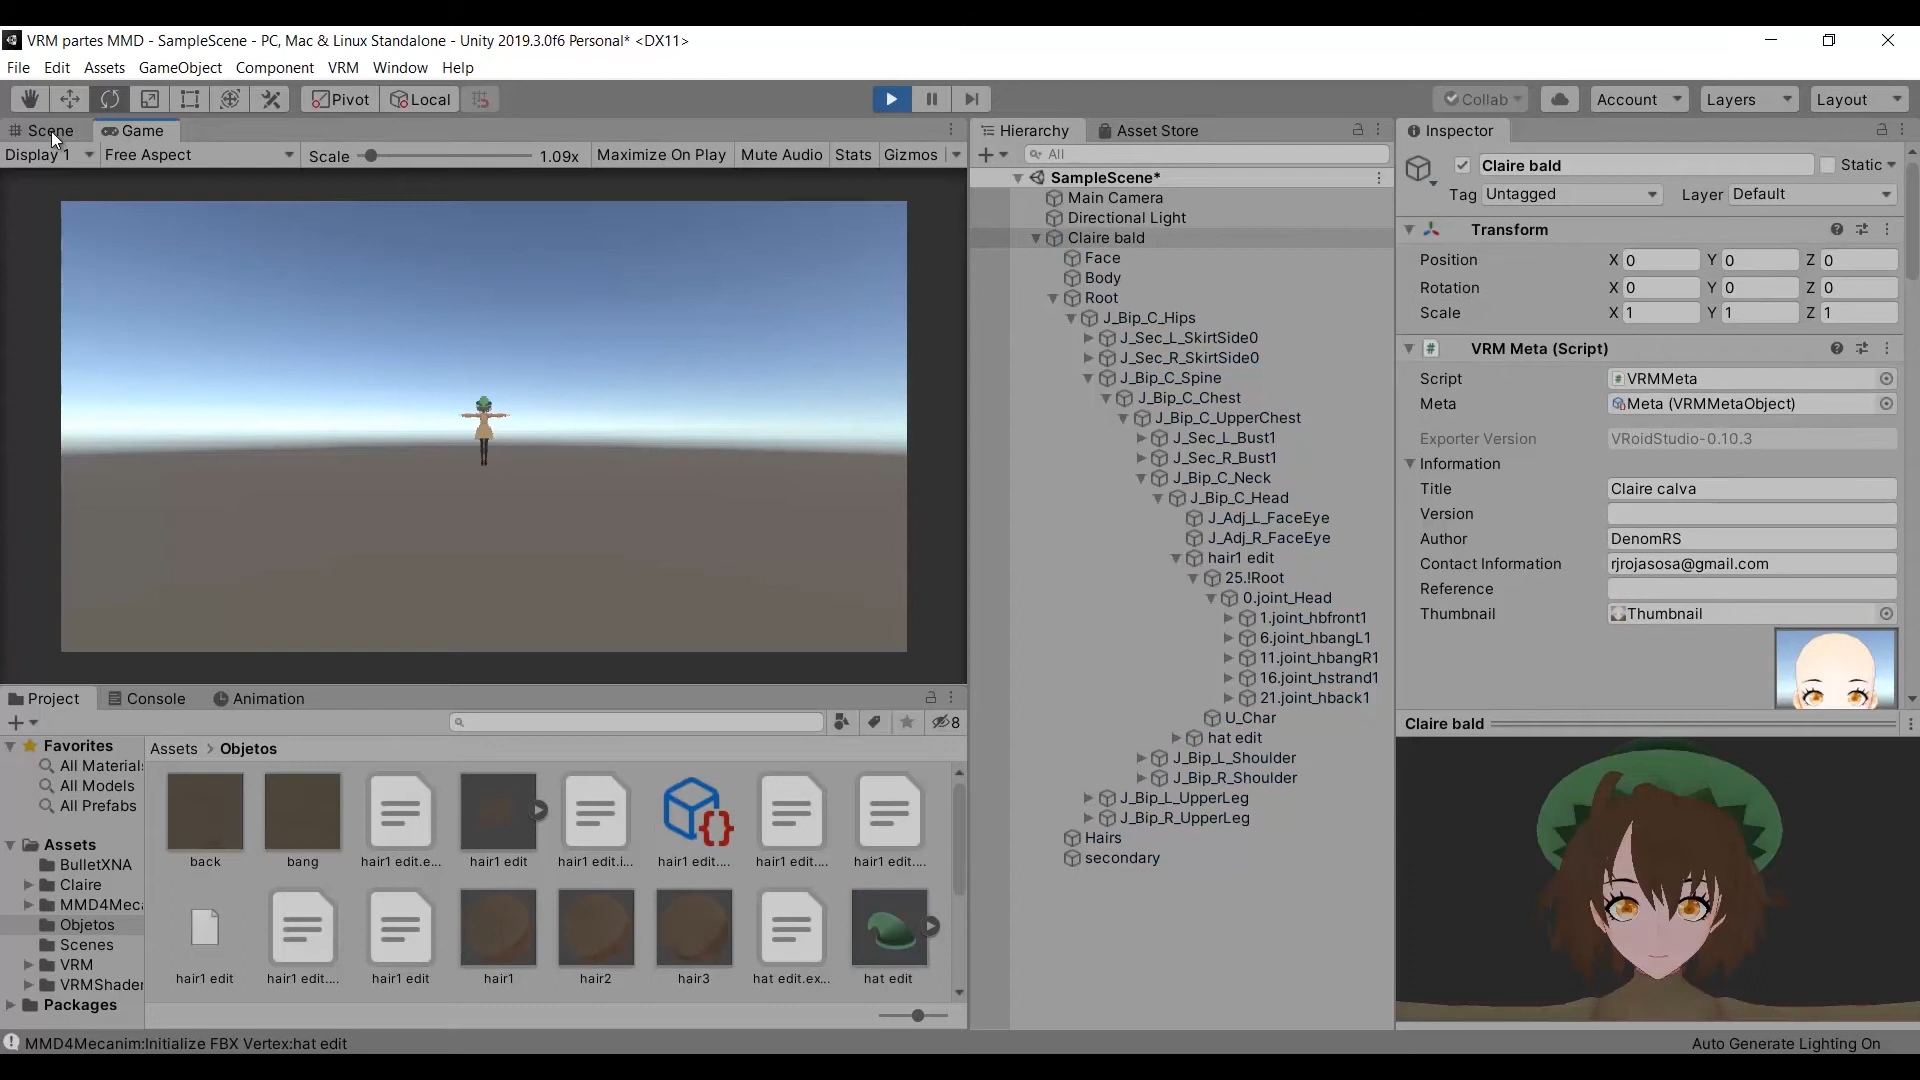 VRM partes MMD - SampleScene - PC, Mac & Linux Standalone - Unity 2019.3.0f6 Personal* <DX11>
File Edit Assets GameObject Component VRM Window Help
Pivot Local Collab Account Layers Layout
Scene Game
Display 1 Free Aspect Scale 1.09x Maximize On Play Mute Audio Stats Gizmos
Hierarchy Asset Store
All
SampleScene*
Main Camera
Directional Light
Claire bald
Face
Body
Root
J_Bip_C_Hips
J_Sec_L_SkirtSide0
J_Sec_R_SkirtSide0
J_Bip_C_Spine
J_Bip_C_Chest
J_Bip_C_UpperChest
J_Sec_L_Bust1
J_Sec_R_Bust1
J_Bip_C_Neck
J_Bip_C_Head
J_Adj_L_FaceEye
J_Adj_R_FaceEye
hair1 edit
25.!Root
0.joint_Head
1.joint_hbfront1
6.joint_hbangL1
11.joint_hbangR1
16.joint_hstrand1
21.joint_hback1
U_Char
hat edit
J_Bip_L_Shoulder
J_Bip_R_Shoulder
J_Bip_L_UpperLeg
J_Bip_R_UpperLeg
Hairs
secondary
Inspector
Claire bald Static
Tag Untagged Layer Default
Transform
Position X 0 Y 0 Z 0
Rotation X 0 Y 0 Z 0
Scale X 1 Y 1 Z 1
VRM Meta (Script)
Script VRMMeta
Meta Meta (VRMMetaObject)
Exporter Version VRoidStudio-0.10.3
Information
Title Claire calva
Version
Author DenomRS
Contact Information rjrojasosa@gmail.com
Reference
Thumbnail Thumbnail
Claire bald
Project Console Animation
8
Favorites
All Material
All Models
All Prefabs
Assets
BulletXNA
Claire
MMD4Meca
Objetos
Scenes
VRM
VRMShader
Packages
Assets > Objetos
back bang hair1 edit.e... hair1 edit hair1 edit.i... hair1 edit.... hair1 edit.... hair1 edit....
hair1 edit hair1 edit.... hair1 edit hair1 hair2 hair3 hat edit.ex... hat edit
MMD4Mecanim:Initialize FBX Vertex:hat edit
Auto Generate Lighting On